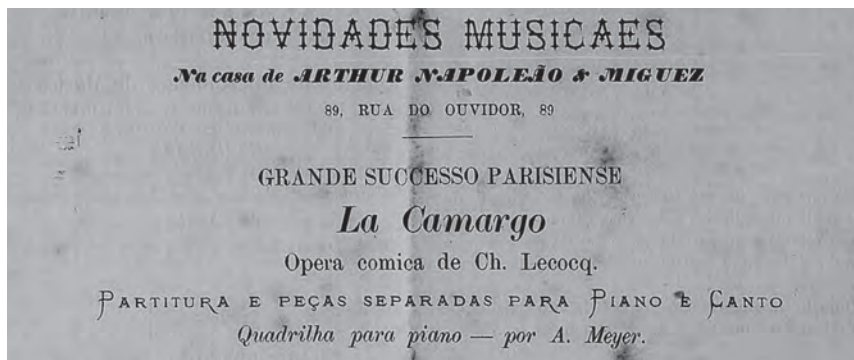 NOVIDADES MUSICAES
Na casa de ARTHUR NAPOLEÃO & MIGUEZ
89, RUA DO OUVIDOR, 89
GRANDE SUCCESSO PARISIENSE
La Camargo
Opera comica de Ch. Lecocq.
PARTITURA E PEÇAS SEPARADAS PARA PIANO E CANTO
Quadrilha para piano — por A. Meyer.